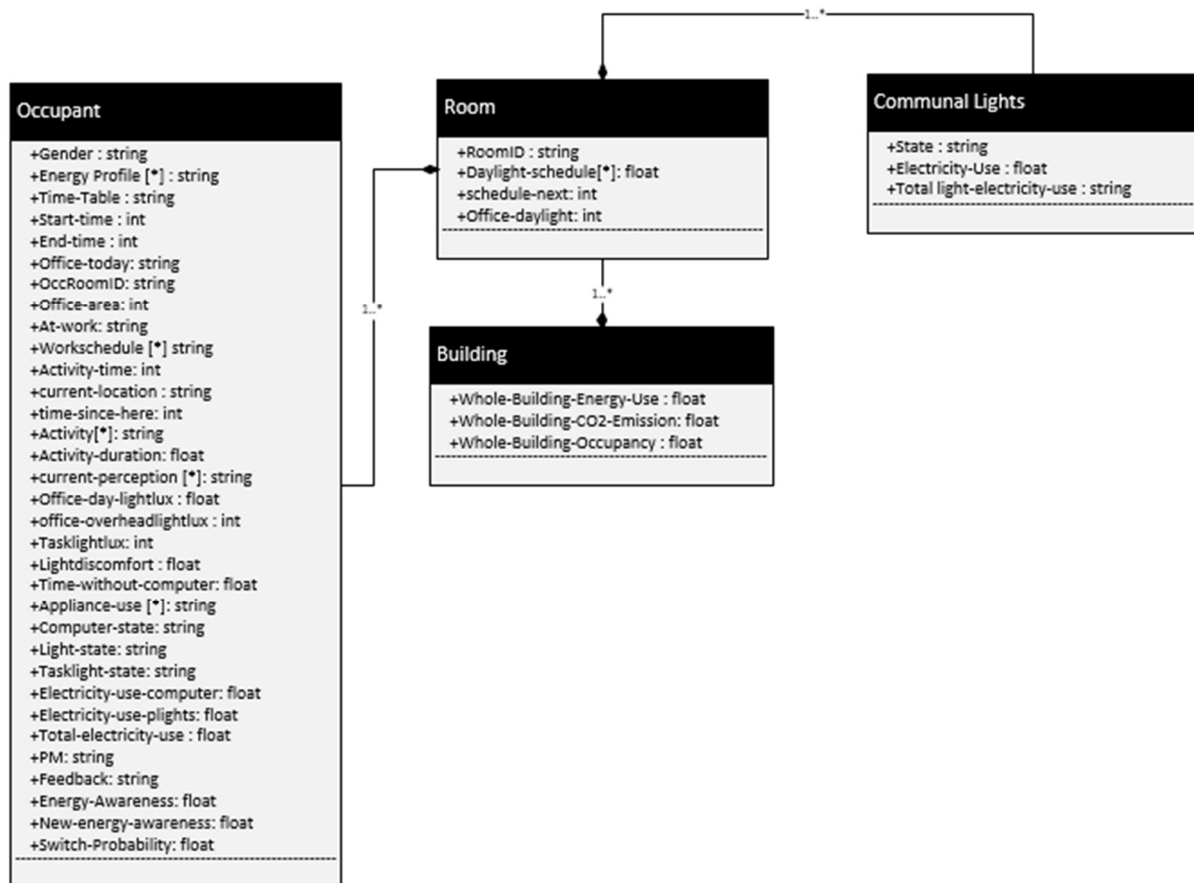 Occupant
+Gender : string
+Energy Profile [*] : string
+Time-Table : string
+Start-time : int
+End-time : int
+Office-today: string
+OccRoomID: string
+Office-area: int
+At-work: string
+Workschedule [*] string
+Activity-time: int
+current-location : string
+time-since-here: int
+Activity[*]: string
+Activity-duration: float
+current-perception [*]: string
+Office-day-lightlux : float
+office-overheadlightlux : int
+Tasklightlux: int
+Lightdiscomfort : float
+Time-without-computer: float
+Appliance-use [*]: string
+Computer-state: string
+Light-state: string
+Tasklight-state: string
+Electricity-use-computer: float
+Electricity-use-plights: float
+Total-electricity-use : float
+PM: string
+Feedback: string
+Energy-Awareness: float
+New-energy-awareness: float
+Switch-Probability: float
1..*
Room
+RoomID : string
+Daylight-schedule[*]: float
+schedule-next: int
+Office-daylight: int
1..*
Building
+Whole-Building-Energy-Use : float
+Whole-Building-CO2-Emission: float
+Whole-Building-Occupancy : float
1..*
Communal Lights
+State : string
+Electricity-Use : float
+Total light-electricity-use : string